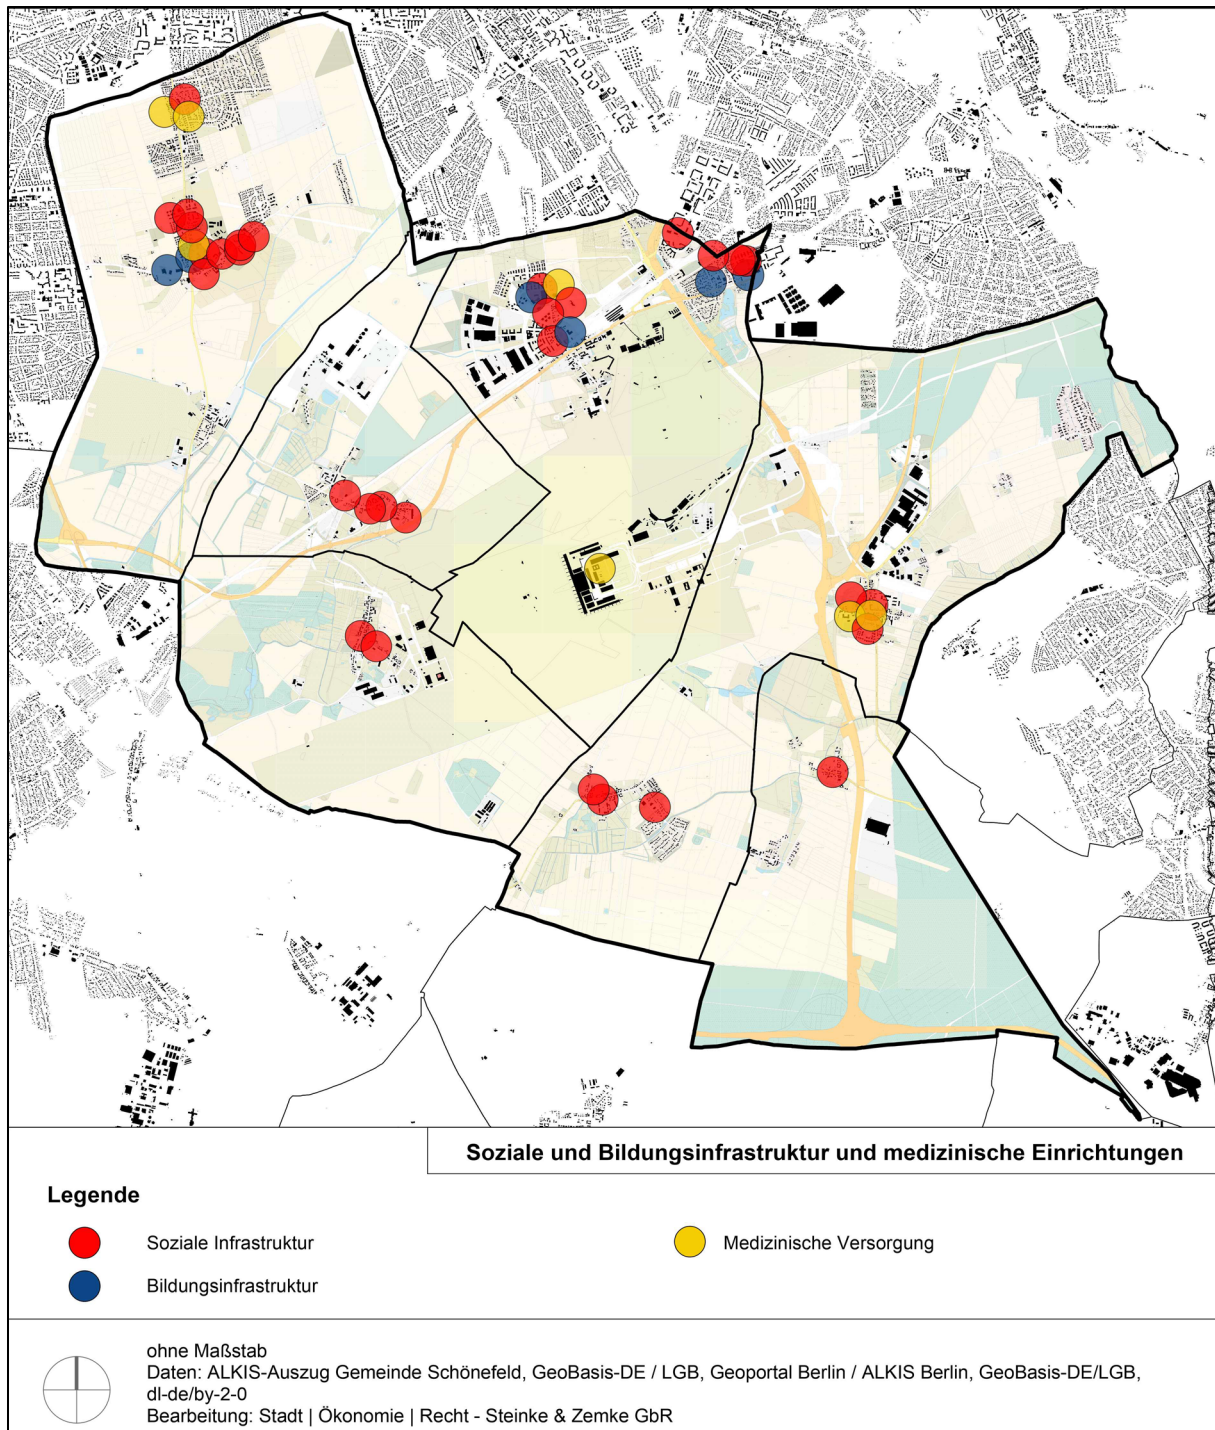 Soziale und Bildungsinfrastruktur und medizinische Einrichtungen
Legende
Soziale Infrastruktur
Medizinische Versorgung
Bildungsinfrastruktur
ohne Maßstab
Daten: ALKIS-Auszug Gemeinde Schönefeld, GeoBasis-DE / LGB, Geoportal Berlin / ALKIS Berlin, GeoBasis-DE/LGB,
dl-de/by-2-0
Bearbeitung: Stadt | Ökonomie | Recht - Steinke & Zemke GbR